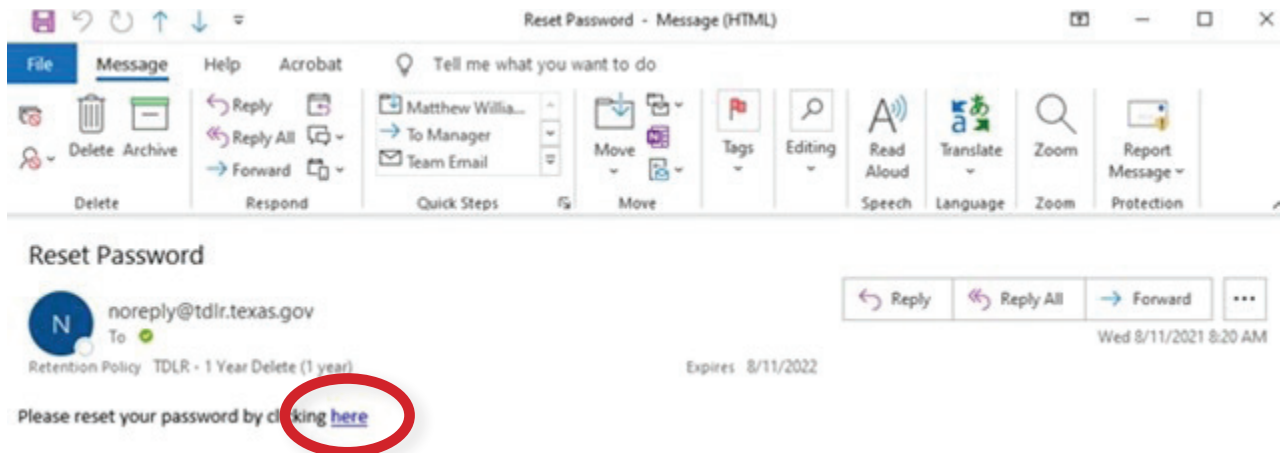 Reset Password - Message (HTML)
File Message Help Acrobat Tell me what you want to do
Delete Archive
Reply
Reply All
Forward
Matthew Willia...
To Manager
Team Email
Move
Tags
Editing
Read Aloud
Translate
Zoom
Report Message
Delete Respond Quick Steps Move Speech Language Zoom Protection
Reset Password
N
noreply@tdlr.texas.gov
To
Reply Reply All Forward
Wed 8/11/2021 8:20 AM
Retention Policy TDLR - 1 Year Delete (1 year) Expires 8/11/2022
Please reset your password by clicking here